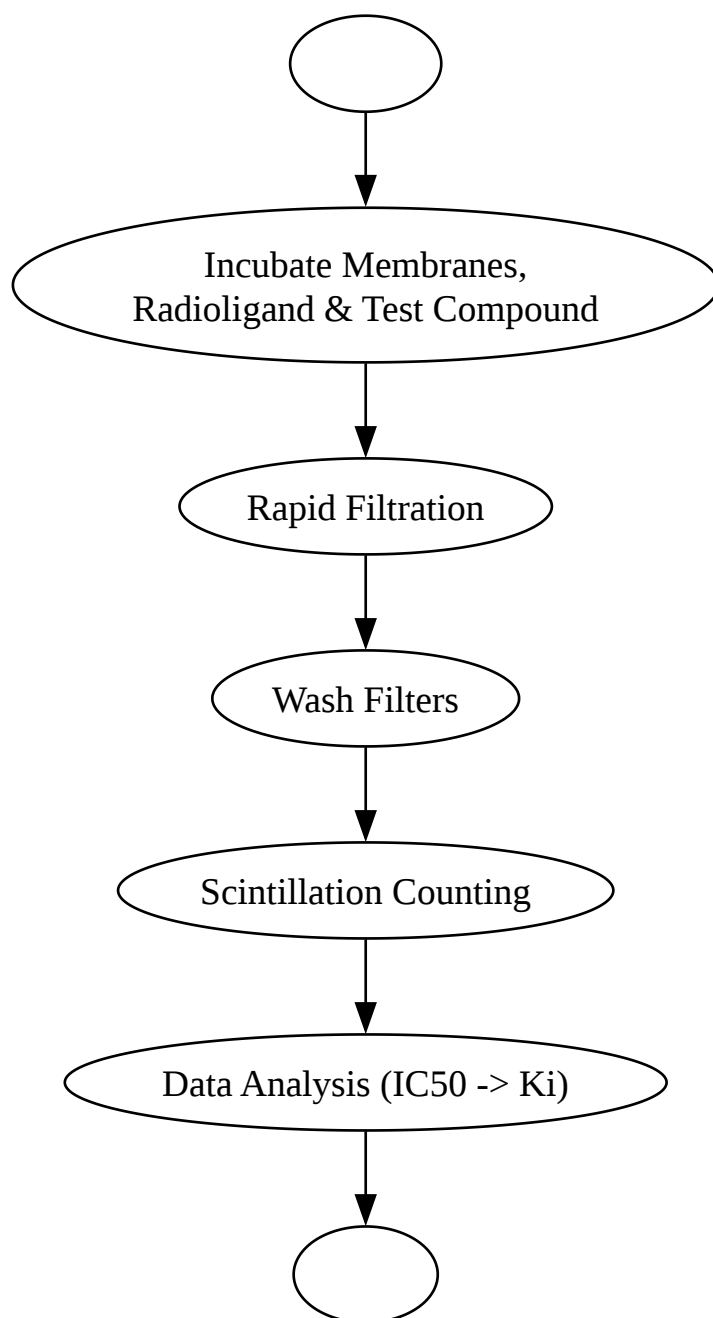 Incubate Membranes,
Radioligand & Test Compound
Rapid Filtration
Wash Filters
Scintillation Counting
Data Analysis (IC50 -> Ki)